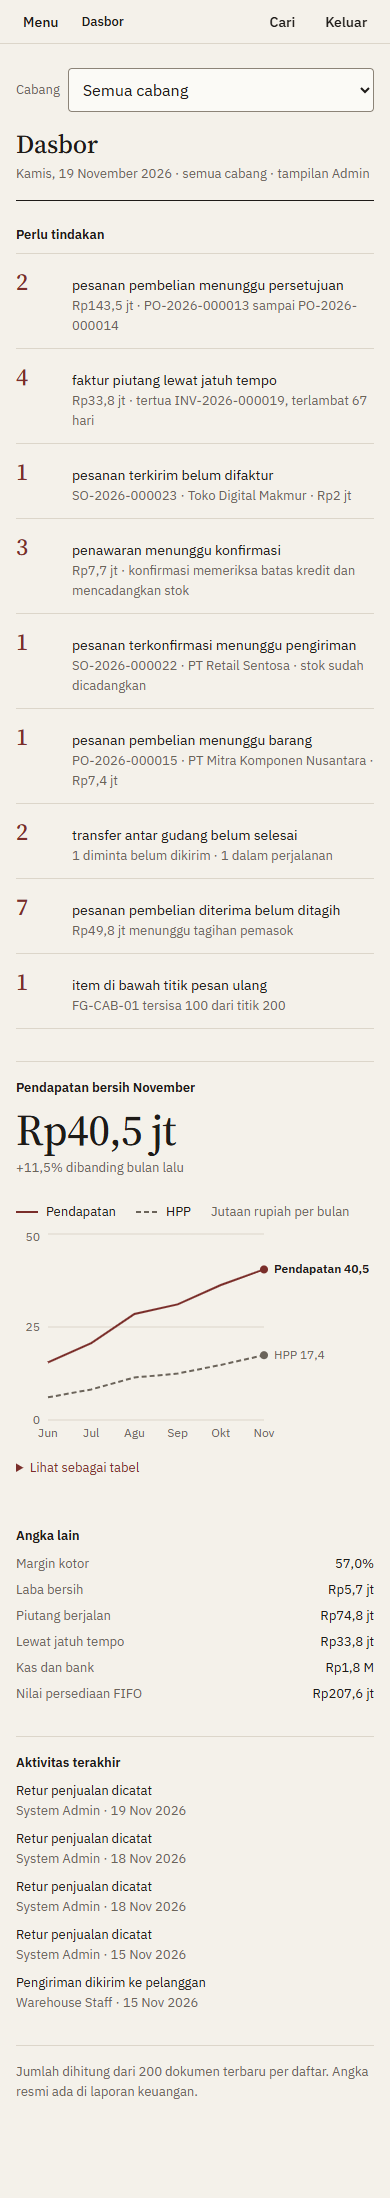 Menu Dasbor Cari Keluar
Cabang Semua cabang
Dasbor
Kamis, 19 November 2026 · semua cabang · tampilan Admin
Perlu tindakan
2 pesanan pembelian menunggu persetujuan
Rp143,5 jt · PO-2026-000013 sampai PO-2026-
000014
4 faktur piutang lewat jatuh tempo
Rp33,8 jt · tertua INV-2026-000019, terlambat 67
hari
1 pesanan terkirim belum difaktur
SO-2026-000023 · Toko Digital Makmur · Rp2 jt
3 penawaran menunggu konfirmasi
Rp7,7 jt · konfirmasi memeriksa batas kredit dan
mencadangkan stok
1 pesanan terkonfirmasi menunggu pengiriman
SO-2026-000022 · PT Retail Sentosa · stok sudah
dicadangkan
1 pesanan pembelian menunggu barang
PO-2026-000015 · PT Mitra Komponen Nusantara ·
Rp7,4 jt
2 transfer antar gudang belum selesai
1 diminta belum dikirim · 1 dalam perjalanan
7 pesanan pembelian diterima belum ditagih
Rp49,8 jt menunggu tagihan pemasok
1 item di bawah titik pesan ulang
FG-CAB-01 tersisa 100 dari titik 200
Pendapatan bersih November
Rp40,5 jt
+11,5% dibanding bulan lalu
Pendapatan HPP Jutaan rupiah per bulan
50
Pendapatan 40,5
25
HPP 17,4
0
Jun Jul Agu Sep Okt Nov
Lihat sebagai tabel
Angka lain
Margin kotor 57,0%
Laba bersih Rp5,7 jt
Piutang berjalan Rp74,8 jt
Lewat jatuh tempo Rp33,8 jt
Kas dan bank Rp1,8 M
Nilai persediaan FIFO Rp207,6 jt
Aktivitas terakhir
Retur penjualan dicatat
System Admin · 19 Nov 2026
Retur penjualan dicatat
System Admin · 18 Nov 2026
Retur penjualan dicatat
System Admin · 18 Nov 2026
Retur penjualan dicatat
System Admin · 15 Nov 2026
Pengiriman dikirim ke pelanggan
Warehouse Staff · 15 Nov 2026
Jumlah dihitung dari 200 dokumen terbaru per daftar. Angka
resmi ada di laporan keuangan.